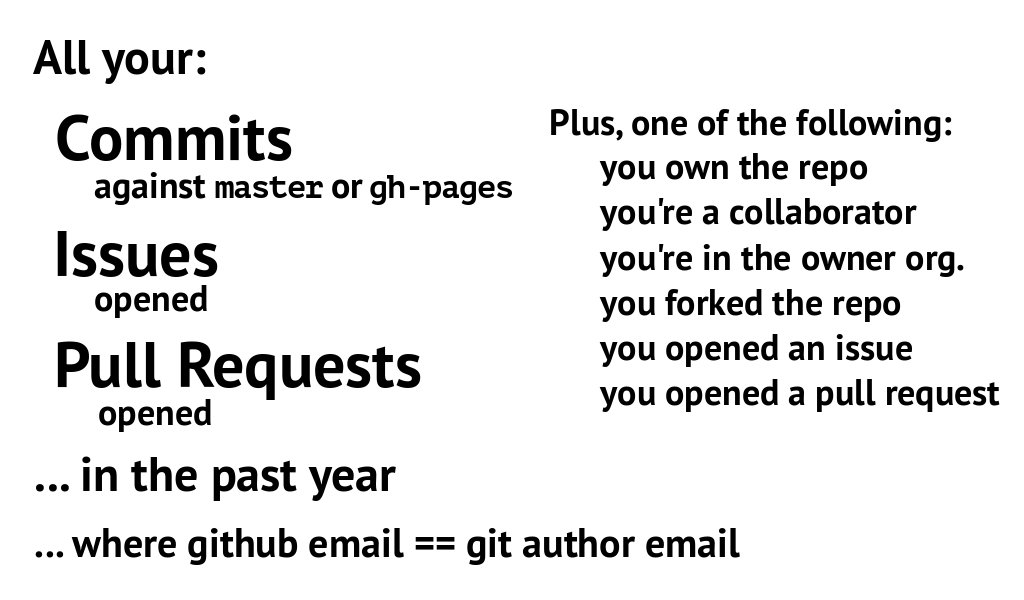 All your:
Commits
against master or gh-pages
Issues
opened
Pull Requests
opened
... in the past year
... where github email == git author email
Plus, one of the following:
you own the repo
you're a collaborator
you're in the owner org.
you forked the repo
you opened an issue
you opened a pull request